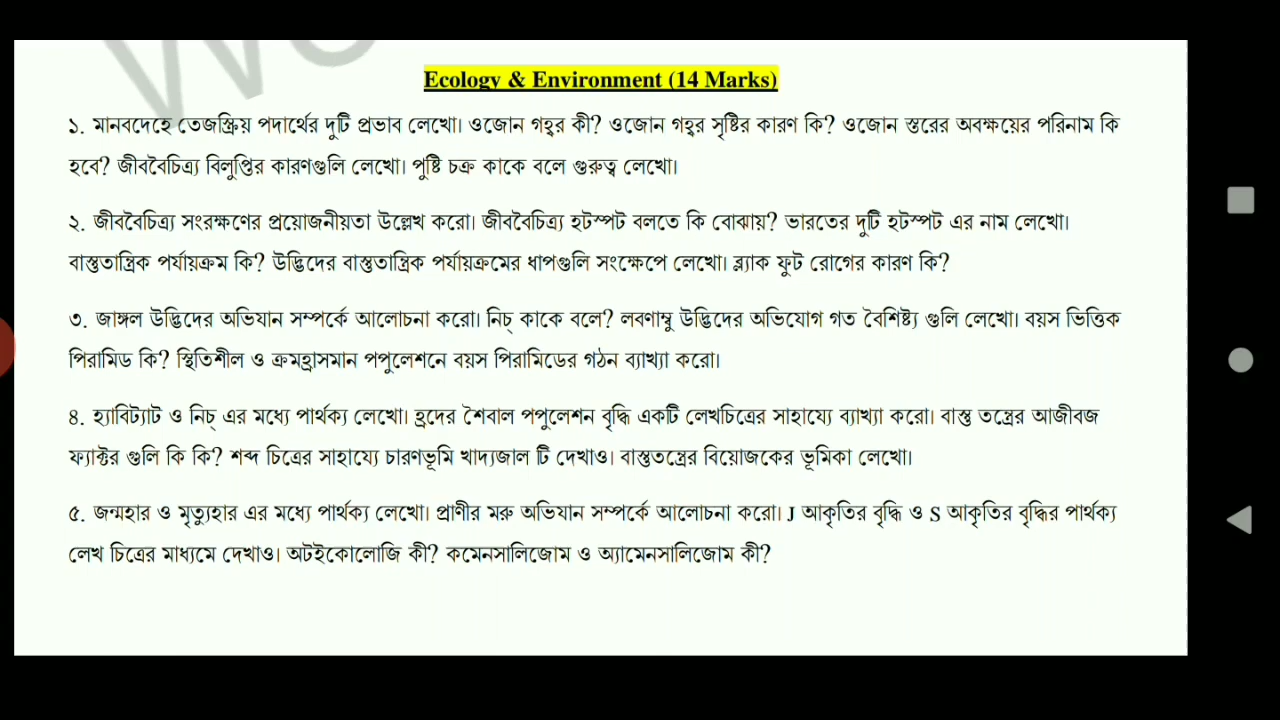 Ecology & Environment (14 Marks)
১. মানবদেহে তেজস্ক্রিয় পদার্থের দুটি প্রভাব লেখো। ওজোন গহ্বর কী? ওজোন গহ্বর সৃষ্টির কারণ কি? ওজোন স্তরের অবক্ষয়ের পরিনাম কি
হবে? জীববৈচিত্র্য বিলুপ্তির কারণগুলি লেখো। পুষ্টি চক্র কাকে বলে গুরুত্ব লেখো।
২. জীববৈচিত্র্য সংরক্ষণের প্রয়োজনীয়তা উল্লেখ করো। জীববৈচিত্র্য হটস্পট বলতে কি বোঝায়? ভারতের দুটি হটস্পট এর নাম লেখো।
বাস্তুতান্ত্রিক পর্যায়ক্রম কি? উদ্ভিদের বাস্তুতান্ত্রিক পর্যায়ক্রমের ধাপগুলি সংক্ষেপে লেখো। ব্ল্যাক ফুট রোগের কারণ কি?
৩. জাঙ্গল উদ্ভিদের অভিযান সম্পর্কে আলোচনা করো। নিচ্ কাকে বলে? লবণাম্বু উদ্ভিদের অভিযোগ গত বৈশিষ্ট্য গুলি লেখো। বয়স ভিত্তিক
পিরামিড কি? স্থিতিশীল ও ক্রমহ্রাসমান পপুলেশনে বয়স পিরামিডের গঠন ব্যাখ্যা করো।
৪. হ্যাবিট্যাট ও নিচ্ এর মধ্যে পার্থক্য লেখো। হ্রদের শৈবাল পপুলেশন বৃদ্ধি একটি লেখচিত্রের সাহায্যে ব্যাখ্যা করো। বাস্তু তন্ত্রের আজীবজ
ফ্যাক্টর গুলি কি কি? শব্দ চিত্রের সাহায্যে চারণভূমি খাদ্যজাল টি দেখাও। বাস্তুতন্ত্রের বিয়োজকের ভূমিকা লেখো।
৫. জন্মহার ও মৃত্যুহার এর মধ্যে পার্থক্য লেখো। প্রাণীর মরু অভিযান সম্পর্কে আলোচনা করো। J আকৃতির বৃদ্ধি ও S আকৃতির বৃদ্ধির পার্থক্য
লেখ চিত্রের মাধ্যমে দেখাও। অটইকোলোজি কী? কমেনসালিজোম ও অ্যামেনসালিজোম কী?